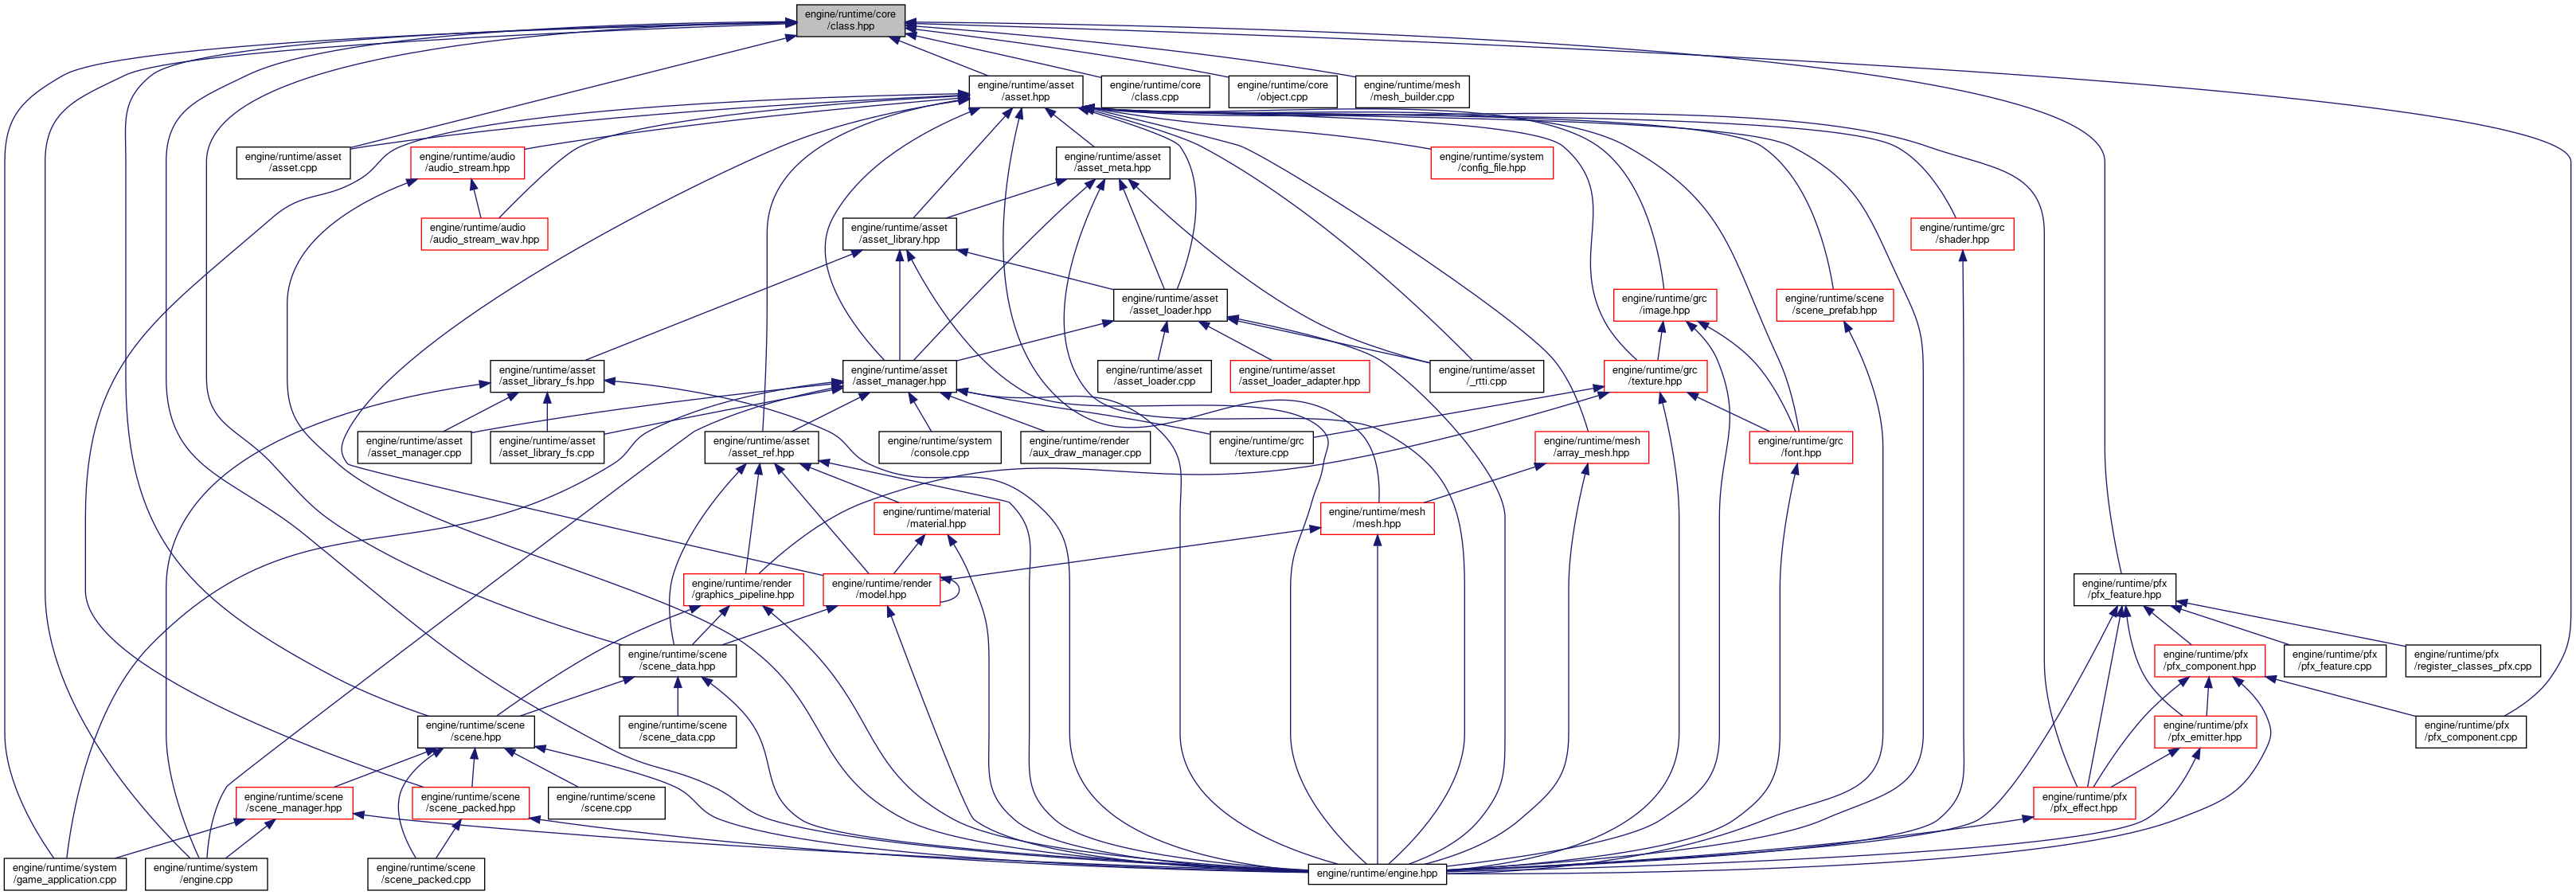 engine/runtime/core
/class.hpp
engine/runtime/asset
/asset.hpp
engine/runtime/core
/class.cpp
engine/runtime/core
/object.cpp
engine/runtime/mesh
/mesh_builder.cpp
engine/runtime/asset
/asset.cpp
engine/runtime/audio
/audio_stream.hpp
engine/runtime/asset
/asset_meta.hpp
engine/runtime/system
/config_file.hpp
engine/runtime/audio
/audio_stream_wav.hpp
engine/runtime/asset
/asset_library.hpp
engine/runtime/grc
/shader.hpp
engine/runtime/asset
/asset_loader.hpp
engine/runtime/grc
/image.hpp
engine/runtime/scene
/scene_prefab.hpp
engine/runtime/asset
/asset_library_fs.hpp
engine/runtime/asset
/asset_manager.hpp
engine/runtime/asset
/asset_loader.cpp
engine/runtime/asset
/asset_loader_adapter.hpp
engine/runtime/asset
/_rtti.cpp
engine/runtime/grc
/texture.hpp
engine/runtime/asset
/asset_manager.cpp
engine/runtime/asset
/asset_library_fs.cpp
engine/runtime/asset
/asset_ref.hpp
engine/runtime/system
/console.cpp
engine/runtime/render
/aux_draw_manager.cpp
engine/runtime/grc
/texture.cpp
engine/runtime/mesh
/array_mesh.hpp
engine/runtime/grc
/font.hpp
engine/runtime/material
/material.hpp
engine/runtime/mesh
/mesh.hpp
engine/runtime/render
/graphics_pipeline.hpp
engine/runtime/render
/model.hpp
engine/runtime/pfx
/pfx_feature.hpp
engine/runtime/scene
/scene_data.hpp
engine/runtime/pfx
/pfx_component.hpp
engine/runtime/pfx
/pfx_feature.cpp
engine/runtime/pfx
/register_classes_pfx.cpp
engine/runtime/scene
/scene.hpp
engine/runtime/scene
/scene_data.cpp
engine/runtime/pfx
/pfx_emitter.hpp
engine/runtime/pfx
/pfx_component.cpp
engine/runtime/scene
/scene_manager.hpp
engine/runtime/scene
/scene_packed.hpp
engine/runtime/scene
/scene.cpp
engine/runtime/pfx
/pfx_effect.hpp
engine/runtime/system
/game_application.cpp
engine/runtime/system
/engine.cpp
engine/runtime/scene
/scene_packed.cpp
engine/runtime/engine.hpp